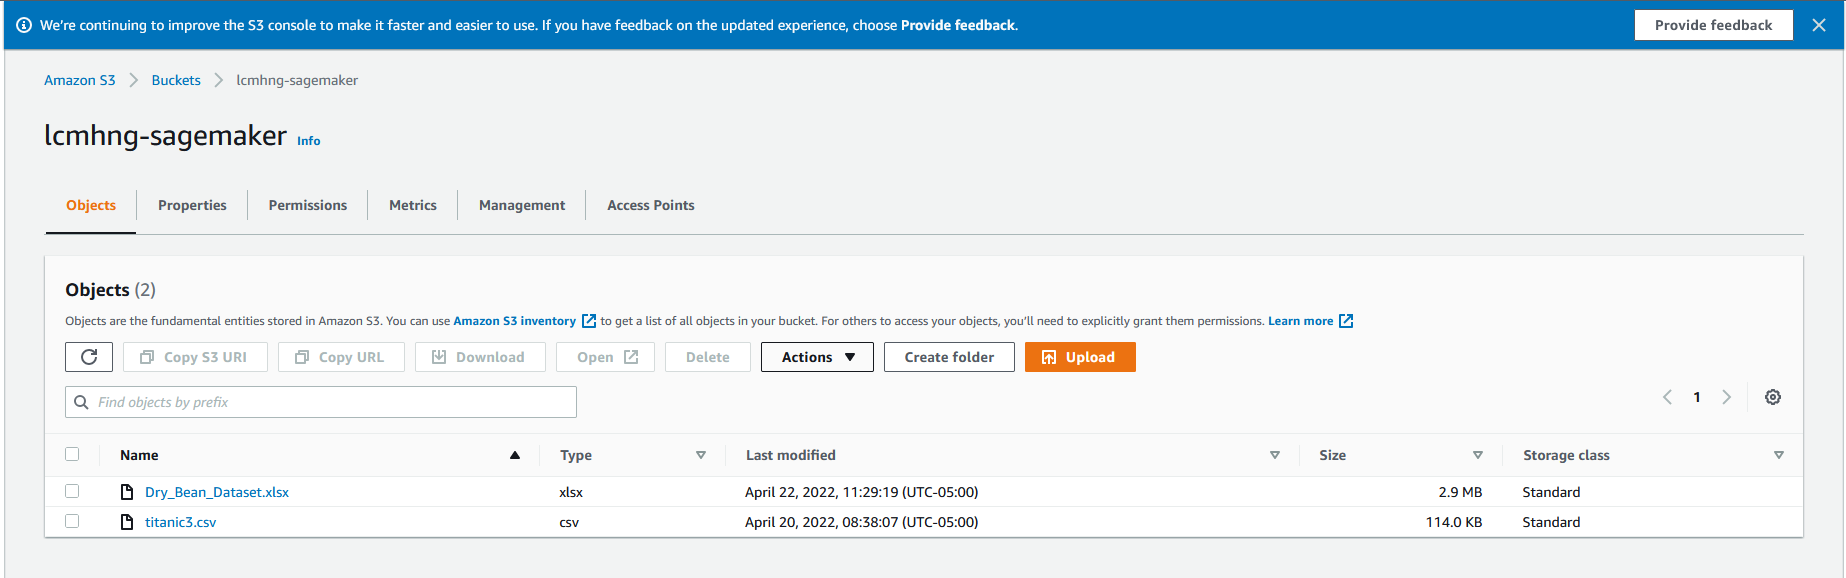 We're continuing to improve the S3 console to make it faster and easier to use. If you have feedback on the updated experience, choose Provide feedback. Provide feedback
Amazon S3 Buckets lcmhng-sagemaker
lcmhng-sagemaker Info
Objects Properties Permissions Metrics Management Access Points
Objects (2)
Objects are the fundamental entities stored in Amazon S3. You can use Amazon S3 inventory to get a list of all objects in your bucket. For others to access your objects, you'll need to explicitly grant them permissions. Learn more
Copy S3 URI Copy URL Download Open Delete Actions Create folder Upload
Find objects by prefix 1
Name Type Last modified Size Storage class
Dry_Bean_Dataset.xlsx xlsx April 22, 2022, 11:29:19 (UTC-05:00) 2.9 MB Standard
titanic3.csv csv April 20, 2022, 08:38:07 (UTC-05:00) 114.0 KB Standard